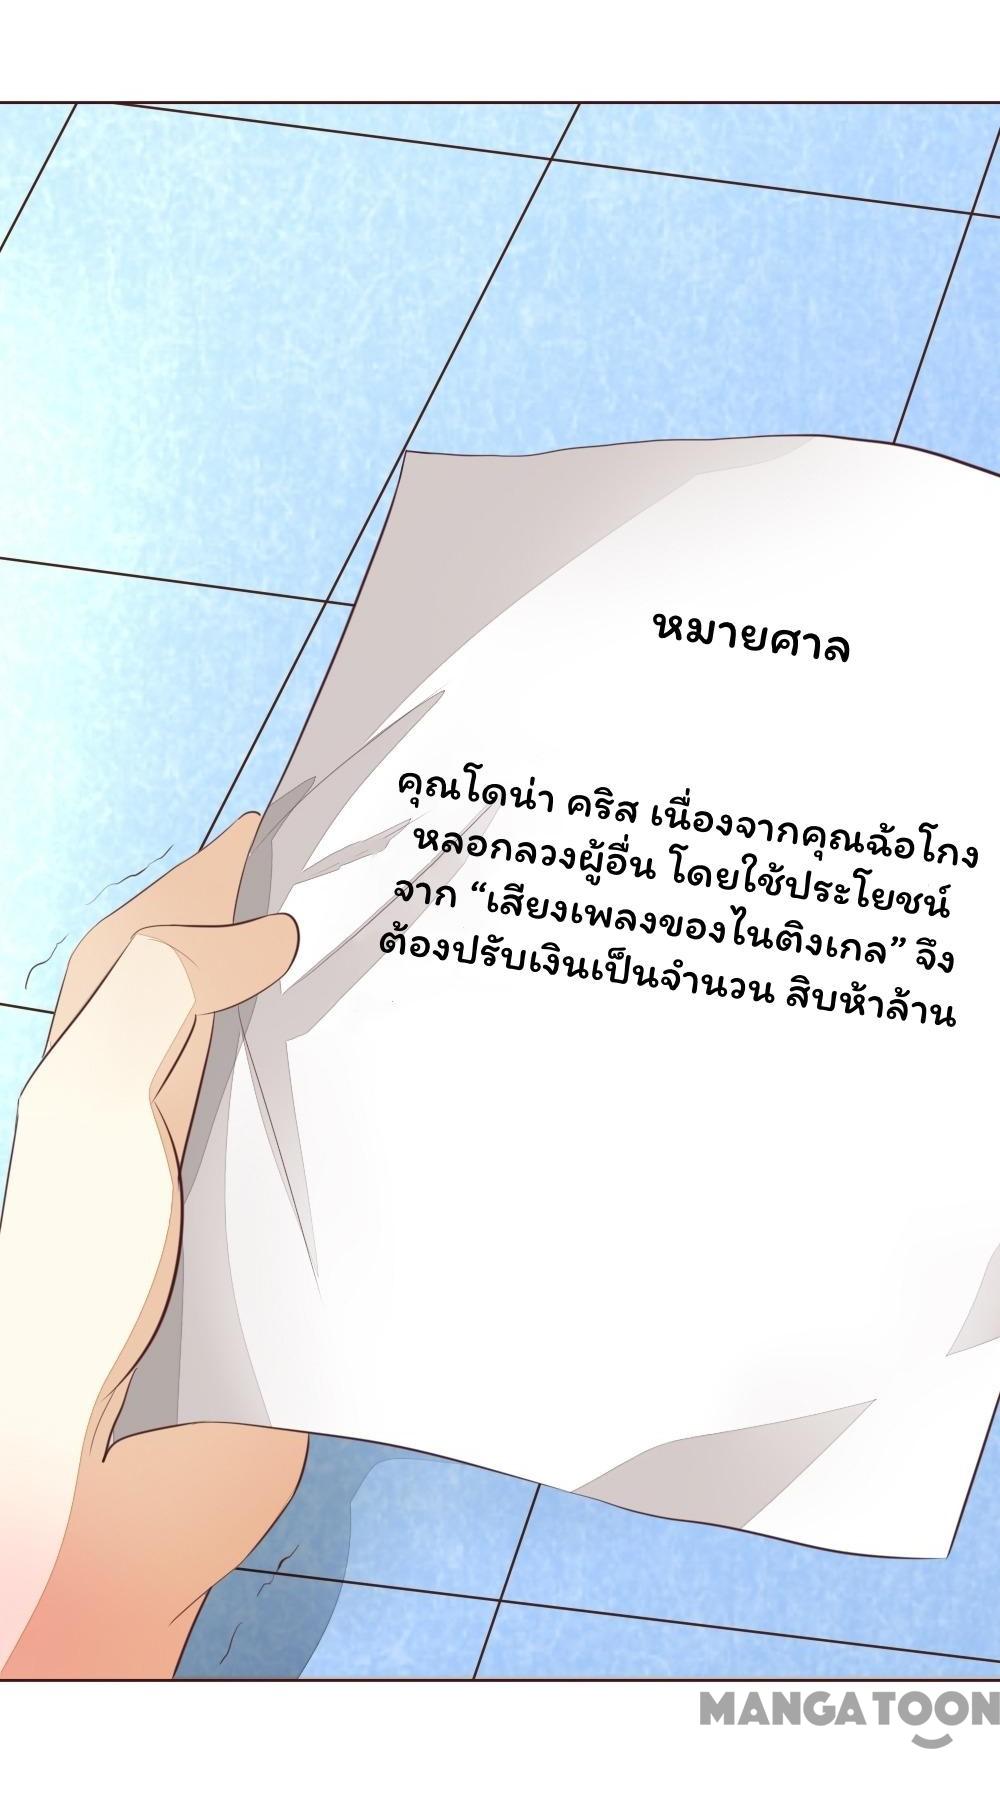 หมายศาล
คุณโดน่า คริส เนื่องจากคุณฉ้อโกง
หลอกลวงผู้อื่น โดยใช้ประโยชน์
จาก “เสียงเพลงของไนติงเกล” จึง
ต้องปรับเงินเป็นจำนวน สิบห้าล้าน
MANGATOON